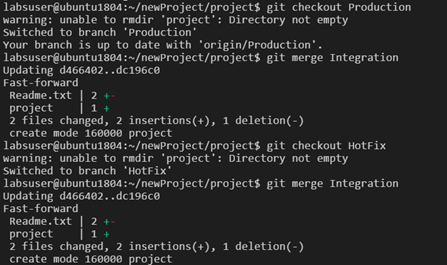 labsuser@ubuntu1804:~/newProject/project$ git checkout Production
warning: unable to rmdir 'project': Directory not empty
Switched to branch 'Production'
Your branch is up to date with 'origin/Production'.
labsuser@ubuntu1804:~/newProject/project$ git merge Integration
Updating d466402..dc196c0
Fast-forward
 Readme.txt | 2 +-
 project    | 1 +
 2 files changed, 2 insertions(+), 1 deletion(-)
 create mode 160000 project
labsuser@ubuntu1804:~/newProject/project$ git checkout HotFix
warning: unable to rmdir 'project': Directory not empty
Switched to branch 'HotFix'
labsuser@ubuntu1804:~/newProject/project$ git merge Integration
Updating d466402..dc196c0
Fast-forward
 Readme.txt | 2 +-
 project    | 1 +
 2 files changed, 2 insertions(+), 1 deletion(-)
 create mode 160000 project